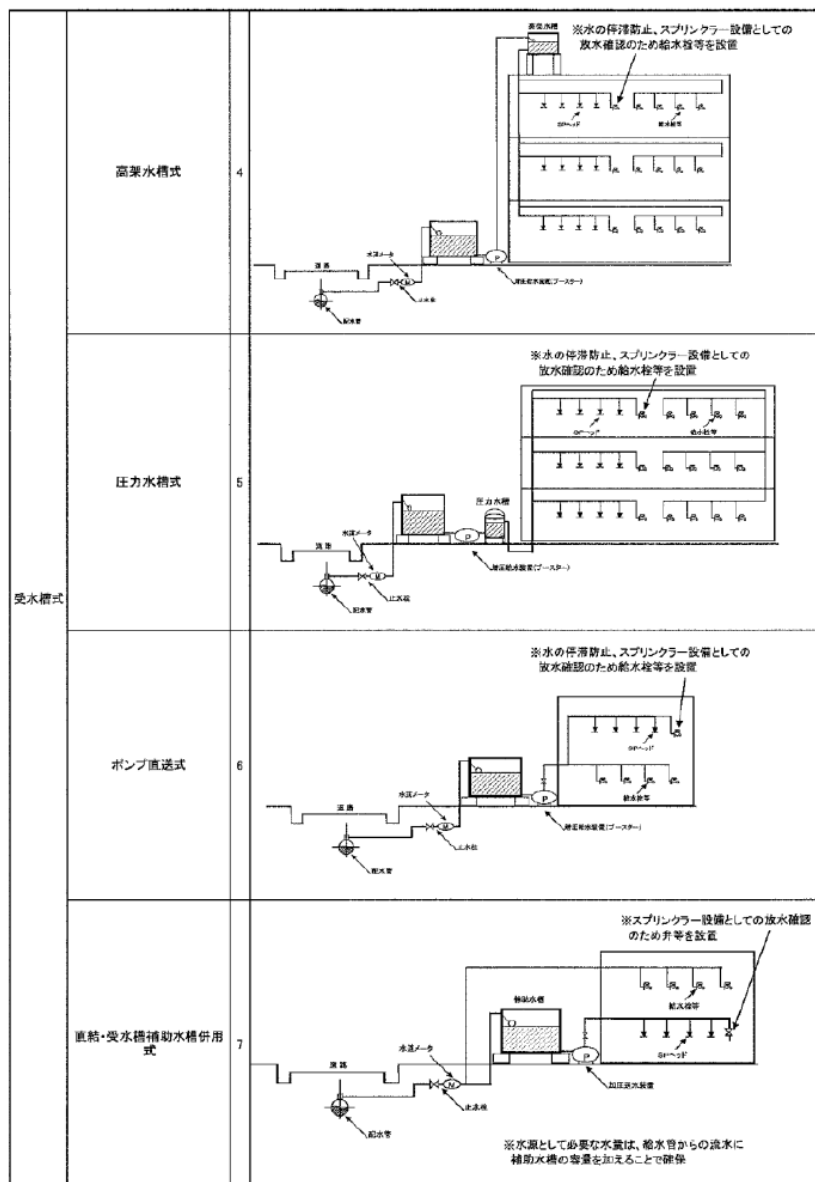 受水槽式
高架水槽式
4
高架水槽
※水の停滞防止、スプリンクラー設備としての
放水確認のため給水栓等を設置
SPヘッド
給水栓等
道路
水道メータ
P
M
増圧給水装置(ブースター)
止水栓
配水管
圧力水槽式
5
※水の停滞防止、スプリンクラー設備としての
放水確認のため給水栓等を設置
SPヘッド
給水栓等
圧力水槽
道路
水道メータ
P
M
増圧給水装置(ブースター)
止水栓
配水管
ポンプ直送式
6
※水の停滞防止、スプリンクラー設備としての
放水確認のため給水栓等を設置
SPヘッド
給水栓等
道路
水道メータ
P
M
増圧給水装置(ブースター)
止水栓
配水管
直結・受水槽補助水槽併用
式
7
※スプリンクラー設備としての放水確認
のため弁等を設置
補助水槽
給水栓等
SPヘッド
道路
水道メータ
P
M
加圧送水装置
止水栓
配水管
※水源として必要な水量は、給水管からの流水に
補助水槽の容量を加えることで確保